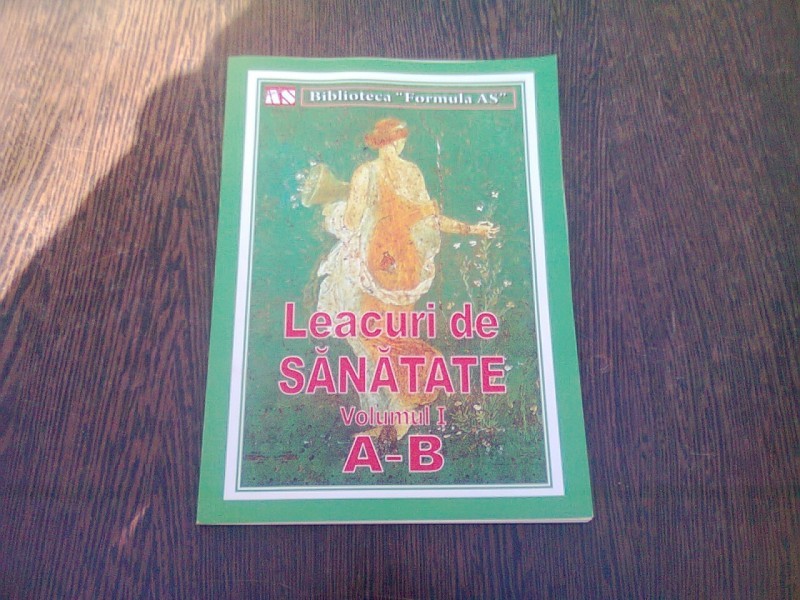 AS Biblioteca "Formula AS"
Leacuri de
SĂNĂTATE
Volumul I
A-B